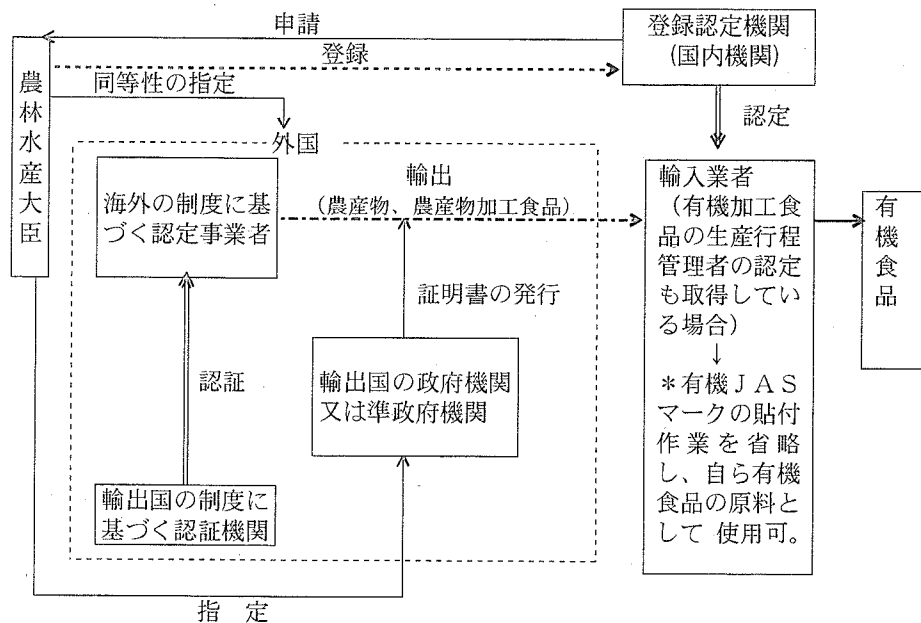 申請
登録認定機関
(国内機関)
登録
農林水産大臣
同等性の指定
認定
外国
海外の制度に基
づく認定事業者
輸出
(農産物、農産物加工食品)
輸入業者
(有機加工食
品の生産行程
管理者の認定
も取得してい
る場合)
↓
＊有機ＪＡＳ
マークの貼付
作業を省略
し、自ら有機
食品の原料と
して 使用可。
有機食品
証明書の発行
認証
輸出国の政府機関
又は準政府機関
輸出国の制度に
基づく認証機関
指 定